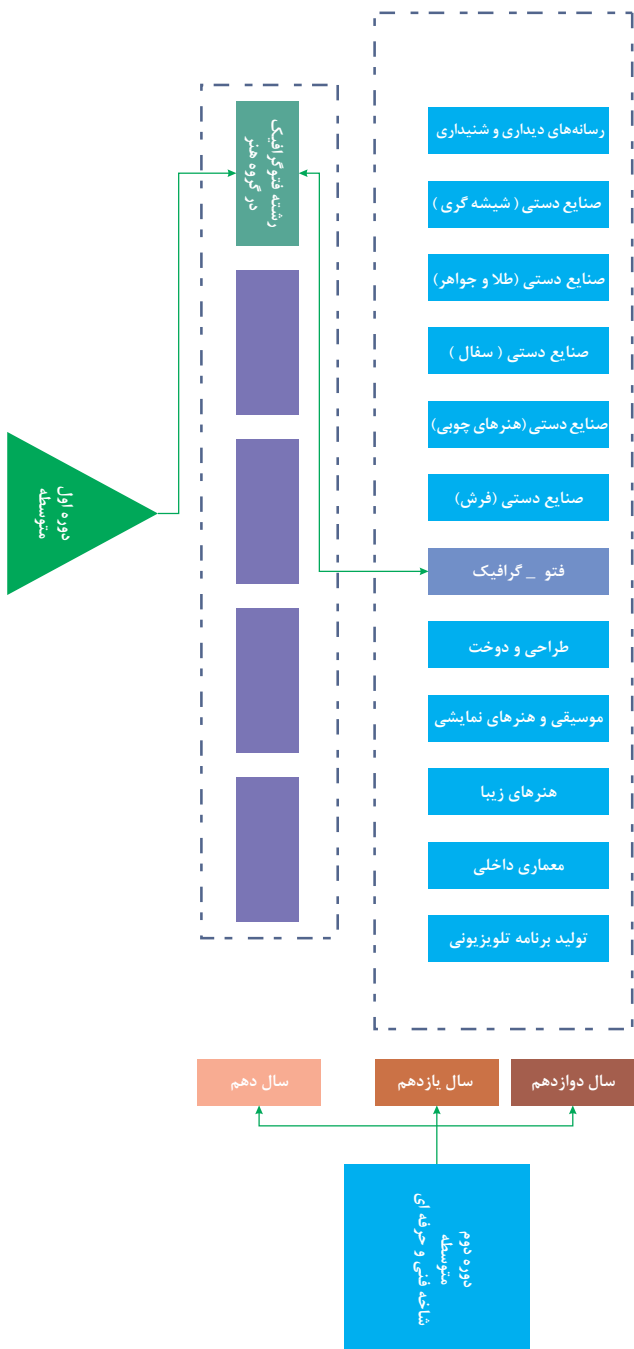 رشته فتوگرافیک
در گروه هنر
دوره اول
متوسطه
رسانه‌های دیداری و شنیداری
صنایع دستی ( شیشه گری )
صنایع دستی (طلا و جواهر)
صنایع دستی ( سفال )
صنایع دستی (هنرهای چوبی)
صنایع دستی (فرش)
فتو _ گرافیک
طراحی و دوخت
موسیقی و هنرهای نمایشی
هنرهای زیبا
معماری داخلی
تولید برنامه تلویزیونی
سال دهم
سال یازدهم
سال دوازدهم
دوره دوم
متوسطه
شاخه فنی و حرفه ای